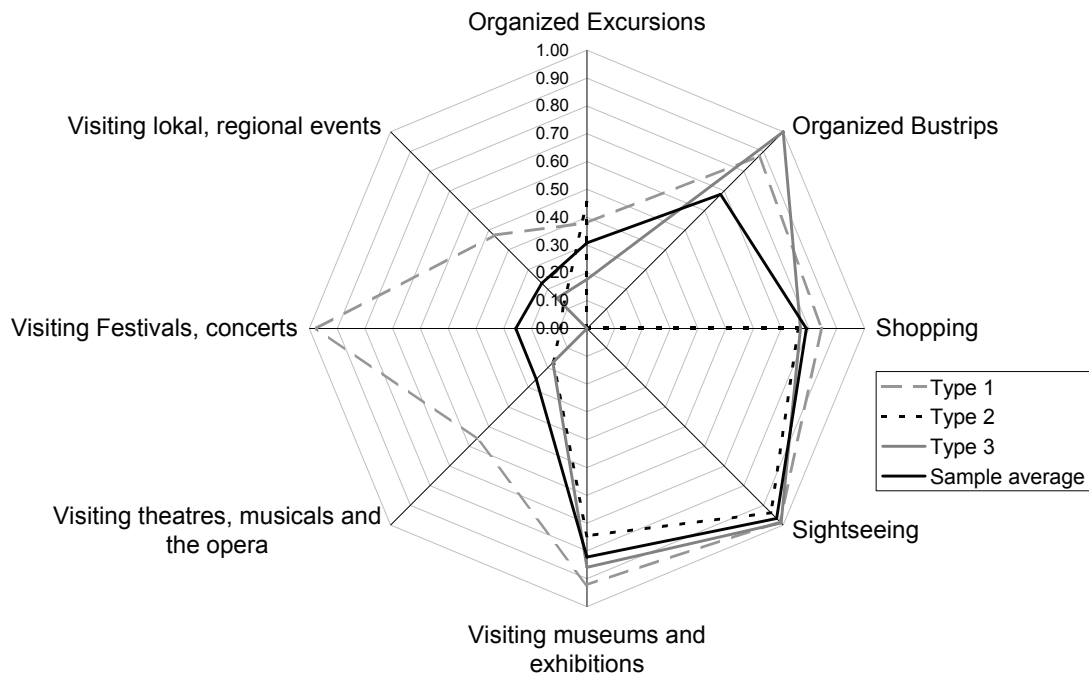 Organized Excursions
1.00
0.90
0.80
0.70
0.60
0.50
0.40
0.30
0.20
0.10
0.00
Organized Bustrips
Shopping
Sightseeing
Visiting museums and
exhibitions
Visiting theatres, musicals and
the opera
Visiting Festivals, concerts
Visiting lokal, regional events
Type 1
Type 2
Type 3
Sample average